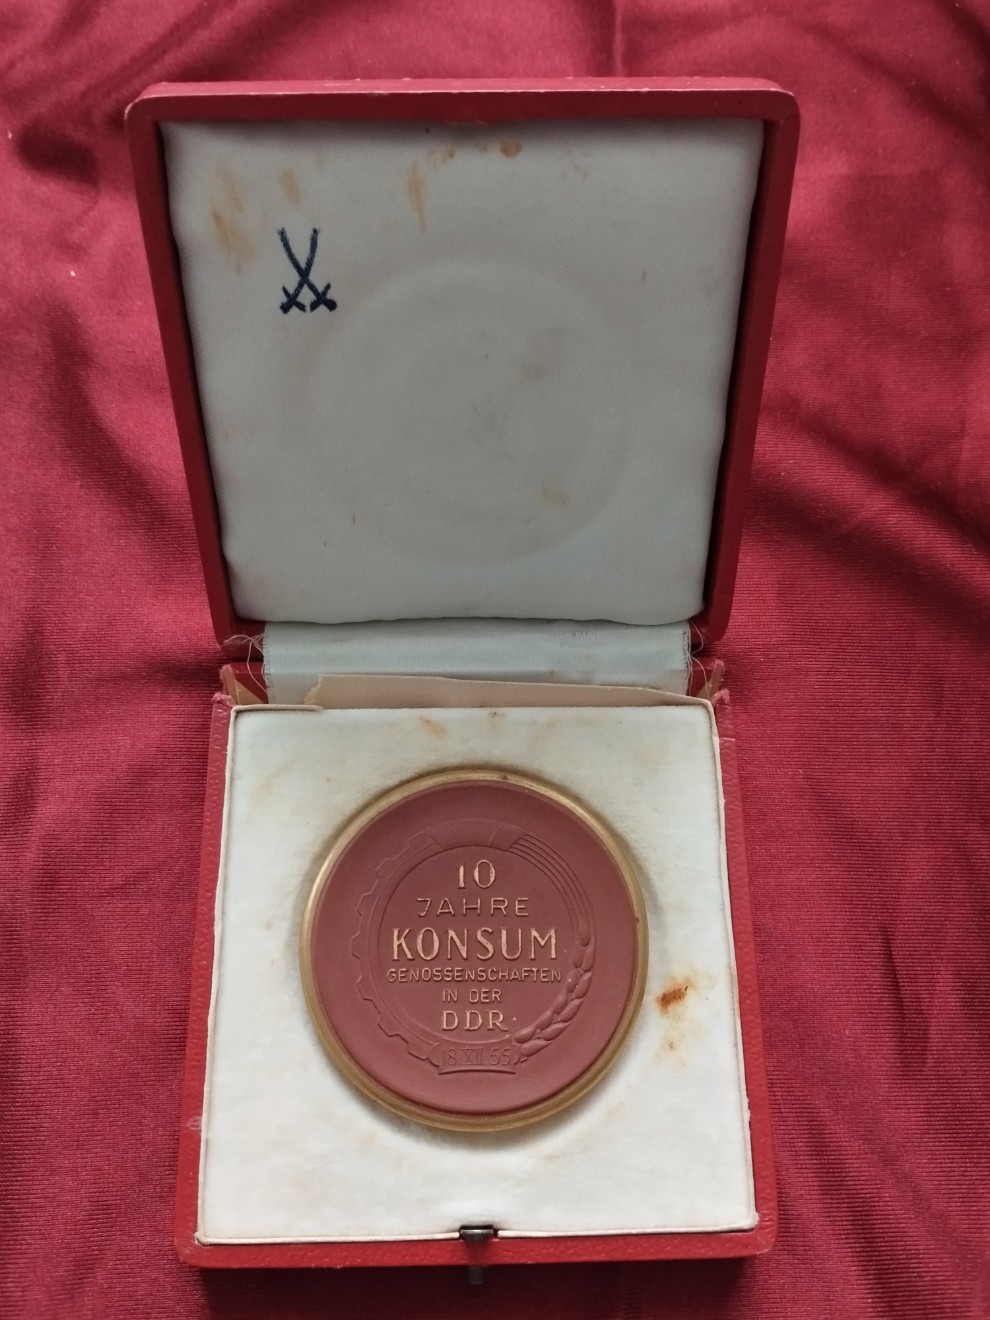 10
JAHRE
KONSUM
GENOSSENSCHAFTEN
IN DER
DDR
18 XII 55